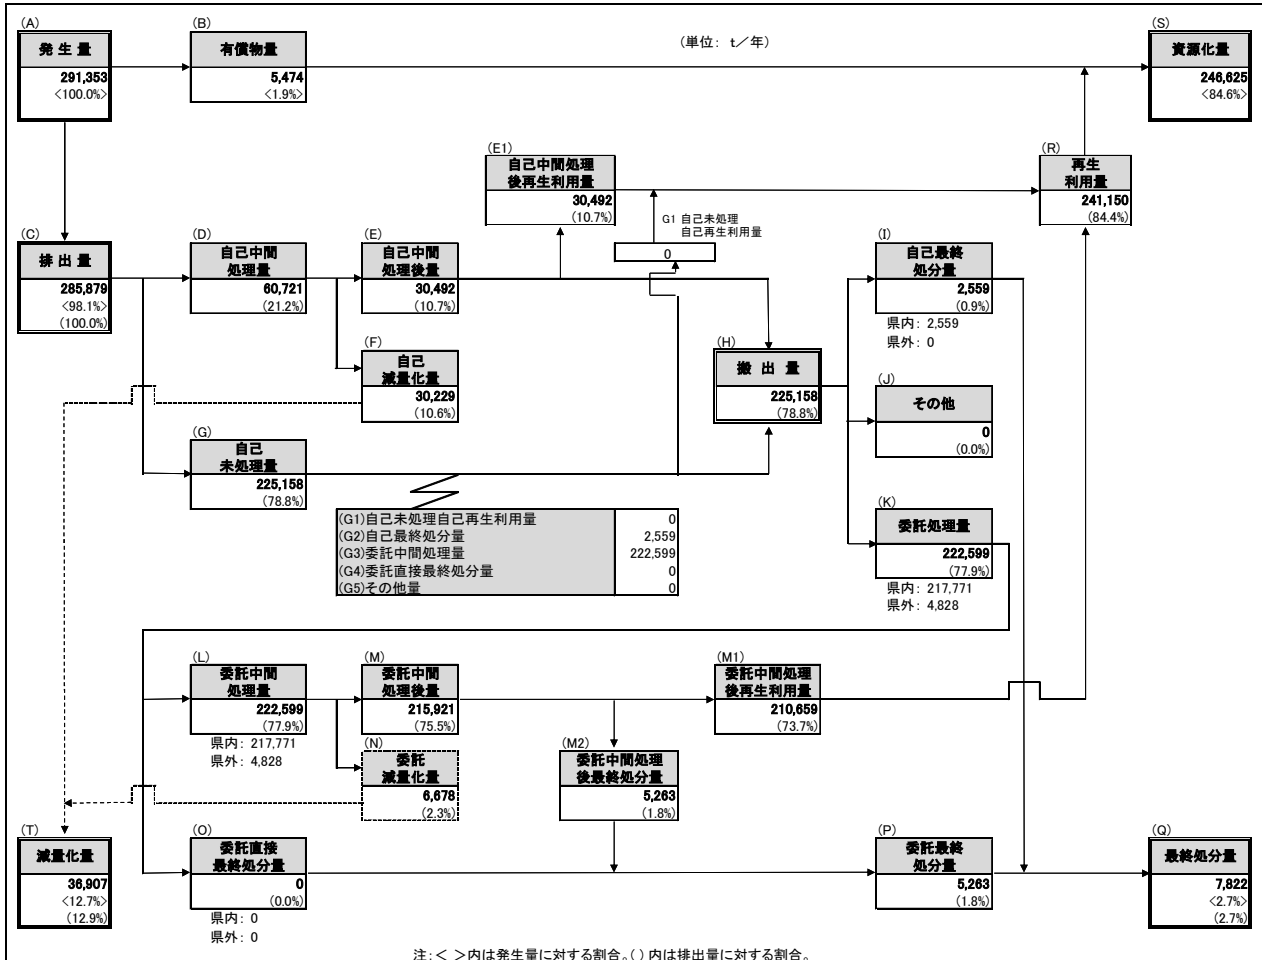 (A)
発 生 量
291,353
<100.0%>
(B)
有償物量
5,474
<1.9%>
(単位： t／年)
(S)
資源化量
246,625
<84.6%>
(E1)
自己中間処理
後再生利用量
30,492
(10.7%)
G1 自己未処理
自己再生利用量
0
(R)
再生
利用量
241,150
(84.4%)
(C)
排 出 量
285,879
<98.1%>
(100.0%)
(D)
自己中間
処理量
60,721
(21.2%)
(E)
自己中間
処理後量
30,492
(10.7%)
(F)
自己
減量化量
30,229
(10.6%)
(G)
自己
未処理量
225,158
(78.8%)
(H)
搬 出 量
225,158
(78.8%)
(I)
自己最終
処分量
2,559
(0.9%)
県内： 2,559
県外： 0
(J)
その他
0
(0.0%)
(K)
委託処理量
222,599
(77.9%)
県内： 217,771
県外： 4,828
(G1)自己未処理自己再生利用量 0
(G2)自己最終処分量 2,559
(G3)委託中間処理量 222,599
(G4)委託直接最終処分量 0
(G5)その他量 0
(L)
委託中間
処理量
222,599
(77.9%)
県内： 217,771
県外： 4,828
(M)
委託中間
処理後量
215,921
(75.5%)
(N)
委託
減量化量
6,678
(2.3%)
(M1)
委託中間処理
後再生利用量
210,659
(73.7%)
(M2)
委託中間処理
後最終処分量
5,263
(1.8%)
(T)
減量化量
36,907
<12.7%>
(12.9%)
(O)
委託直接
最終処分量
0
(0.0%)
県内： 0
県外： 0
(P)
委託最終
処分量
5,263
(1.8%)
(Q)
最終処分量
7,822
<2.7%>
(2.7%)
注：＜ ＞内は発生量に対する割合。( ) 内は排出量に対する割合。